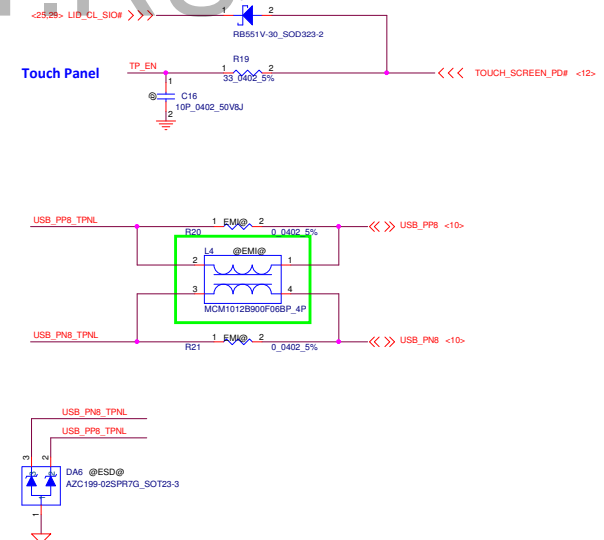 <25,29> LID_CL_SIO#
1 2
RB551V-30_SOD323-2
R19
Touch Panel
TP_EN
1 2
TOUCH_SCREEN_PD# <12>
33_0402_5%
1
@ C16
10P_0402_50V8J
2
USB_PP8_TPNL
1 EMI@ 2
USB_PP8 <10>
R20
0_0402_5%
L4 @EMI@
2 1
3 4
MCM1012B900F06BP_4P
USB_PN8_TPNL
1 EMI@ 2
USB_PN8 <10>
R21
0_0402_5%
USB_PN8_TPNL
USB_PP8_TPNL
3 2
DA6 @ESD@
AZC199-02SPR7G_SOT23-3
1